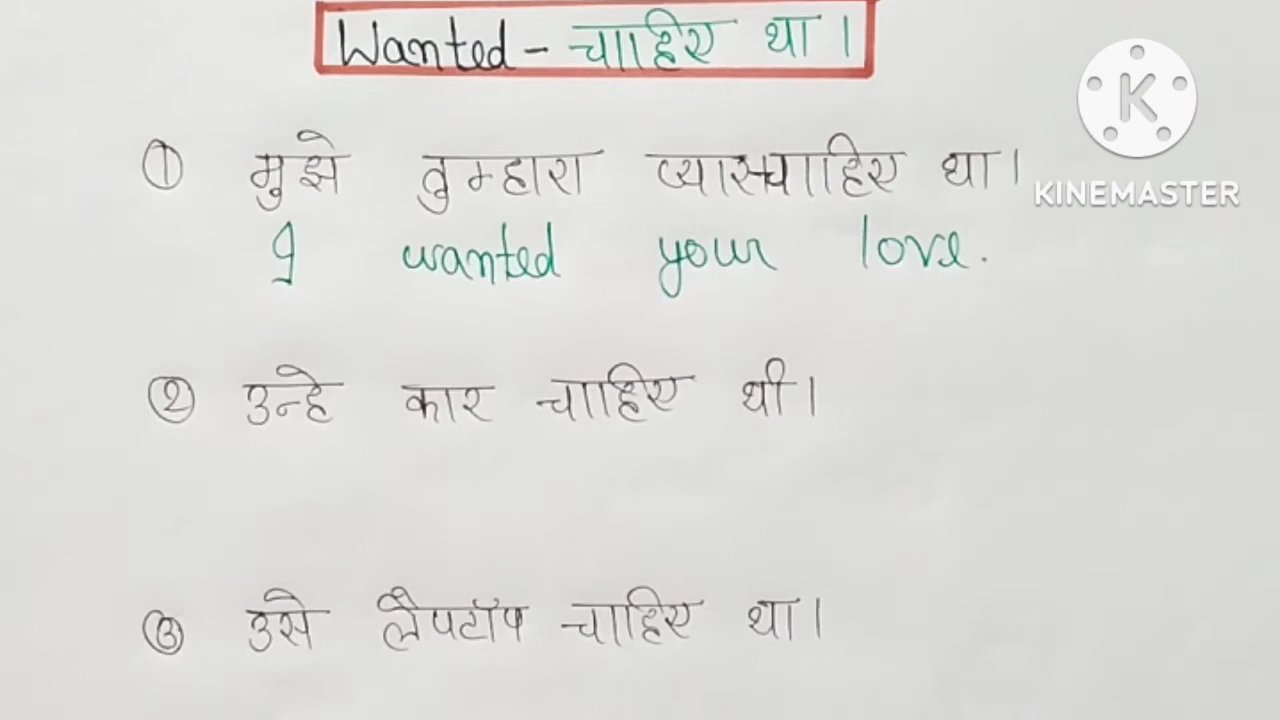 Wanted - चाहिए था।
① मुझे तुम्हारा प्यार चाहिए था।
KINEMASTER
I wanted your love.
② उन्हे कार चाहिए थी।
③ उसे लैपटॉप चाहिए था।